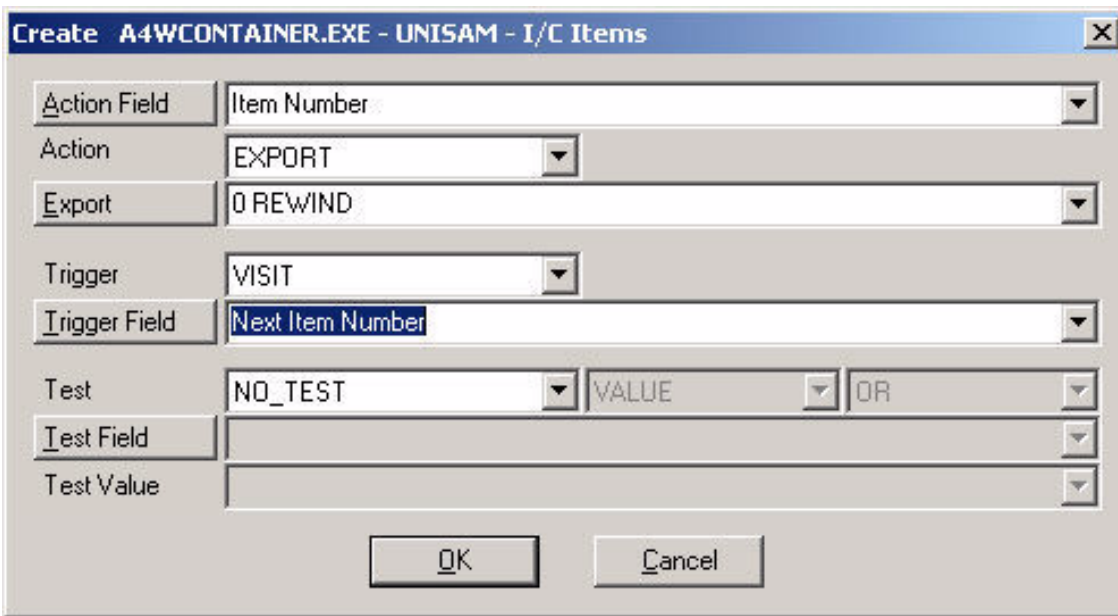 Create A4WCONTAINER.EXE - UNISAM - I/C Items
Action Field Item Number
Action EXPORT
Export 0 REWIND
Trigger VISIT
Trigger Field Next Item Number
Test NO_TEST VALUE OR
Test Field
Test Value
OK Cancel